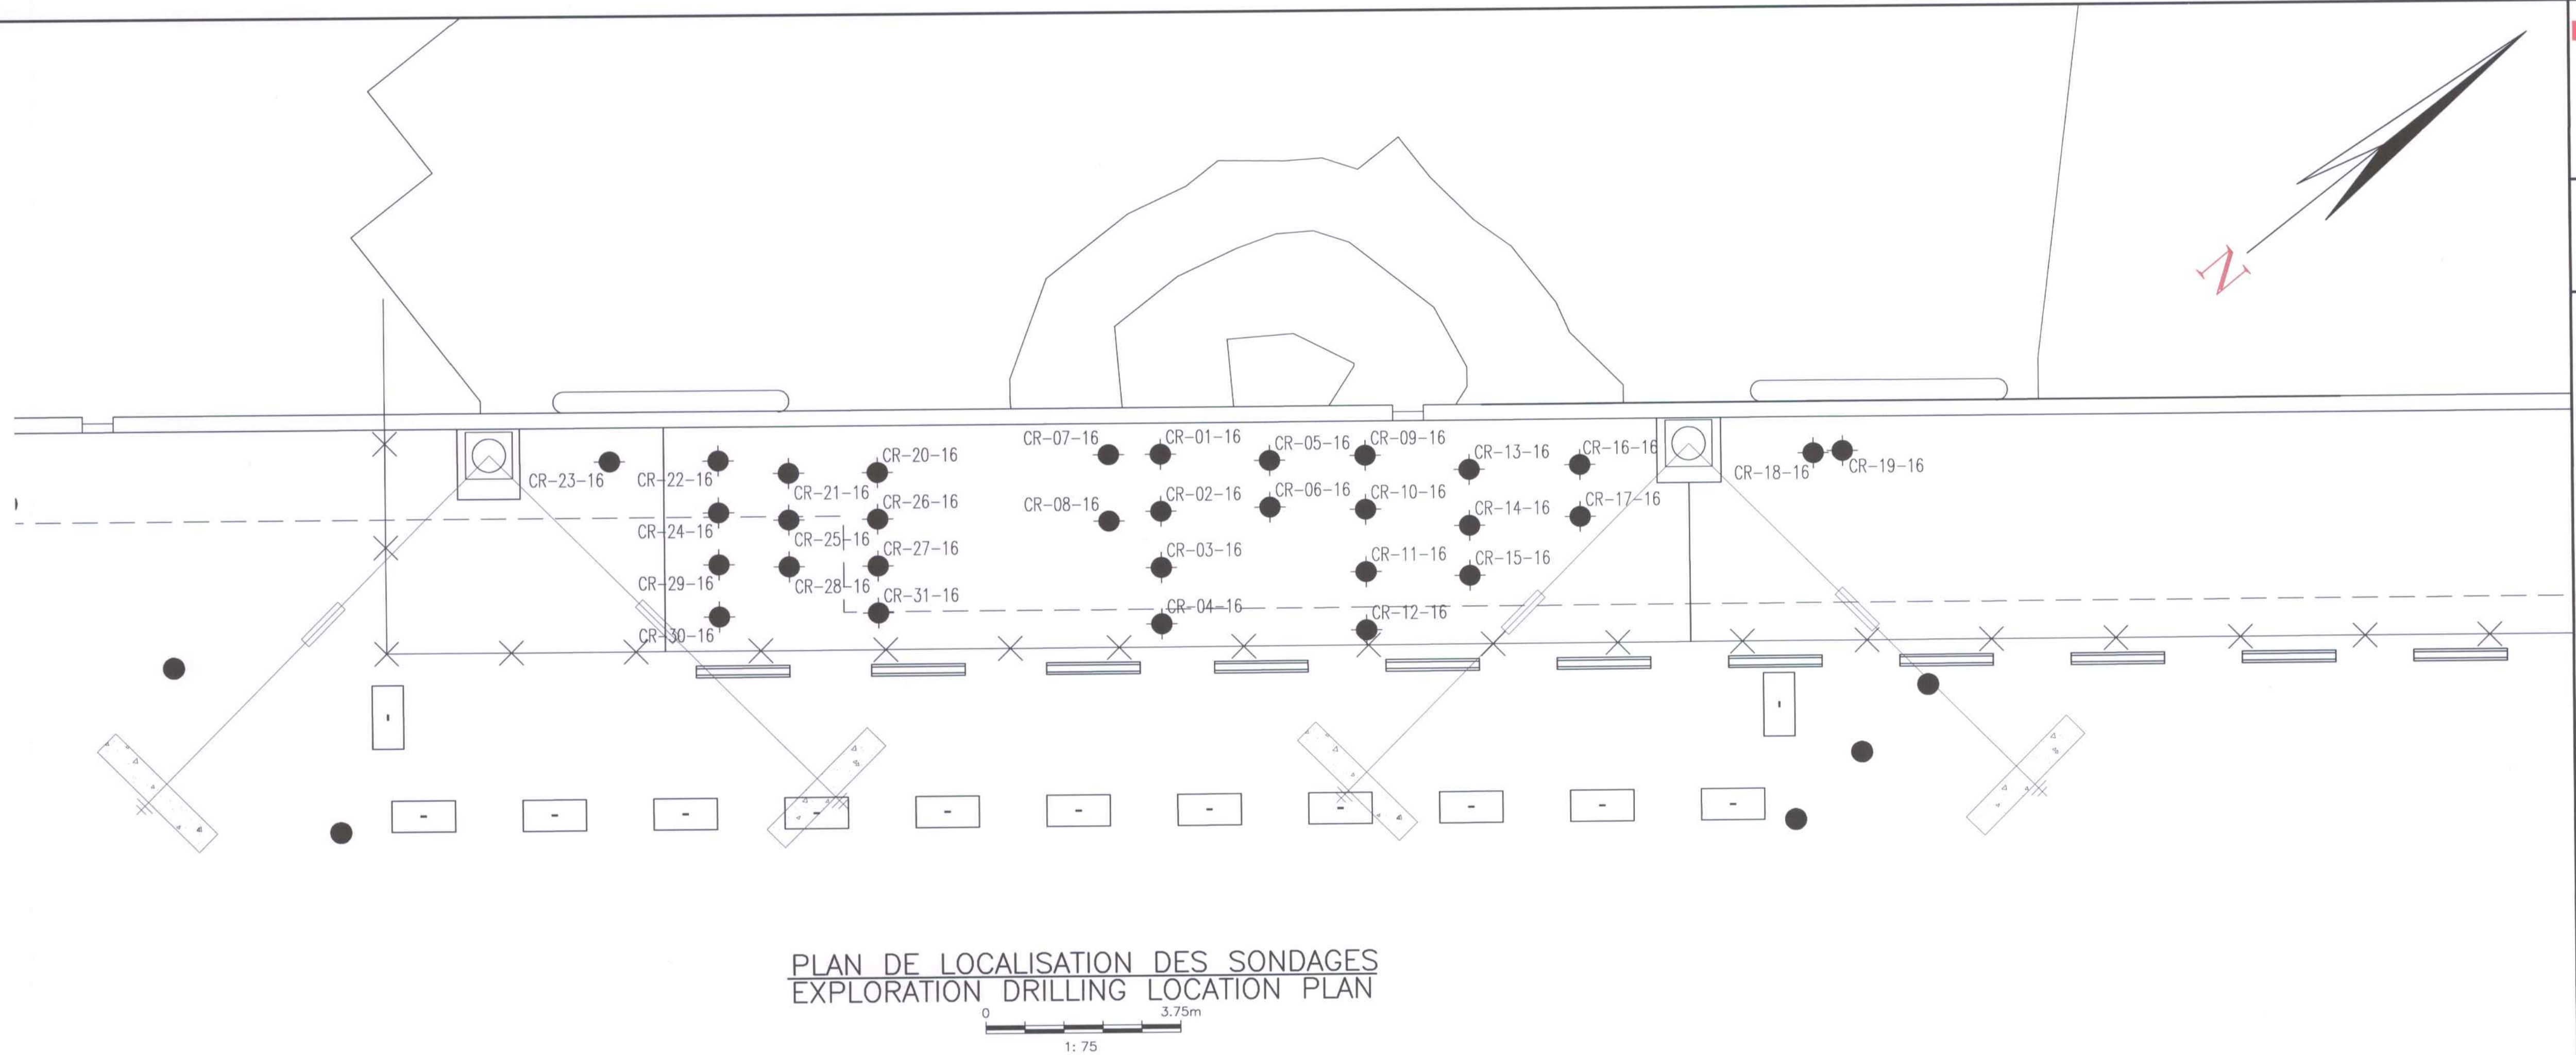 N
CR-07-16
CR-01-16
CR-05-16
CR-09-16
CR-13-16
CR-16-16
CR-20-16
CR-23-16
CR-22-16
CR-21-16
CR-18-16
CR-19-16
CR-26-16
CR-08-16
CR-02-16
CR-06-16
CR-10-16
CR-14-16
CR-17-16
CR-24-16
CR-25-16
CR-27-16
CR-03-16
CR-11-16
CR-15-16
CR-29-16
CR-28-16
CR-31-16
CR-04-16
CR-12-16
CR-30-16
PLAN DE LOCALISATION DES SONDAGES
EXPLORATION DRILLING LOCATION PLAN
0 3.75m
1: 75